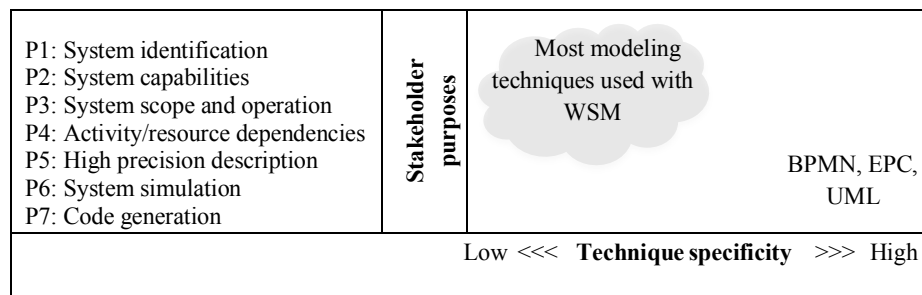 P1: System identification
P2: System capabilities
P3: System scope and operation
P4: Activity/resource dependencies
P5: High precision description
P6: System simulation
P7: Code generation
Stakeholder
purposes
Most modeling
techniques used with
WSM
BPMN, EPC,
UML
Low <<< Technique specificity >>> High